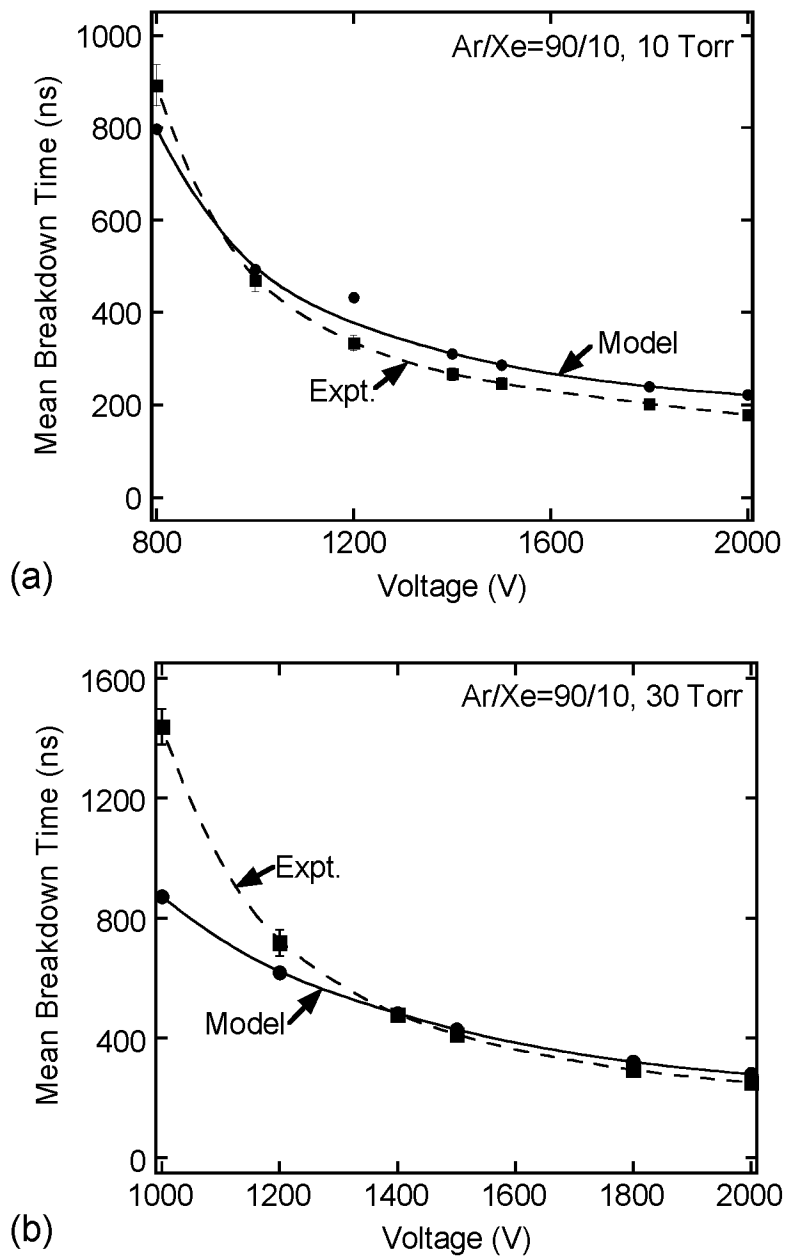 Ar/Xe=90/10, 10 Torr
Mean Breakdown Time (ns)
1000
800
600
400
200
0
Model
Expt.
800
1200
1600
2000
Voltage (V)
(a)
Ar/Xe=90/10, 30 Torr
Mean Breakdown Time (ns)
1600
1200
800
400
0
Expt.
Model
1000
1200
1400
1600
1800
2000
Voltage (V)
(b)